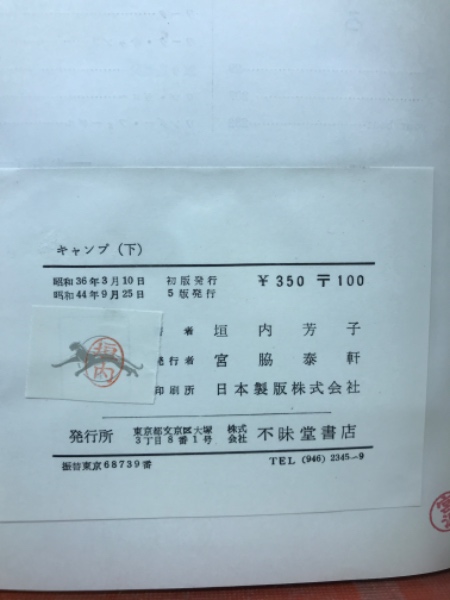 キャンプ (下)
昭和36年3月10日 初版発行 ¥350 〒100
昭和44年9月25日 5版発行
者 垣内芳子
発行者 宮脇泰軒
印刷所 日本製版株式会社
発行所 東京都文京区大塚3丁目8番1号 株式会社 不昧堂書店
振替東京68739番 TEL (946) 2345~9
垣内